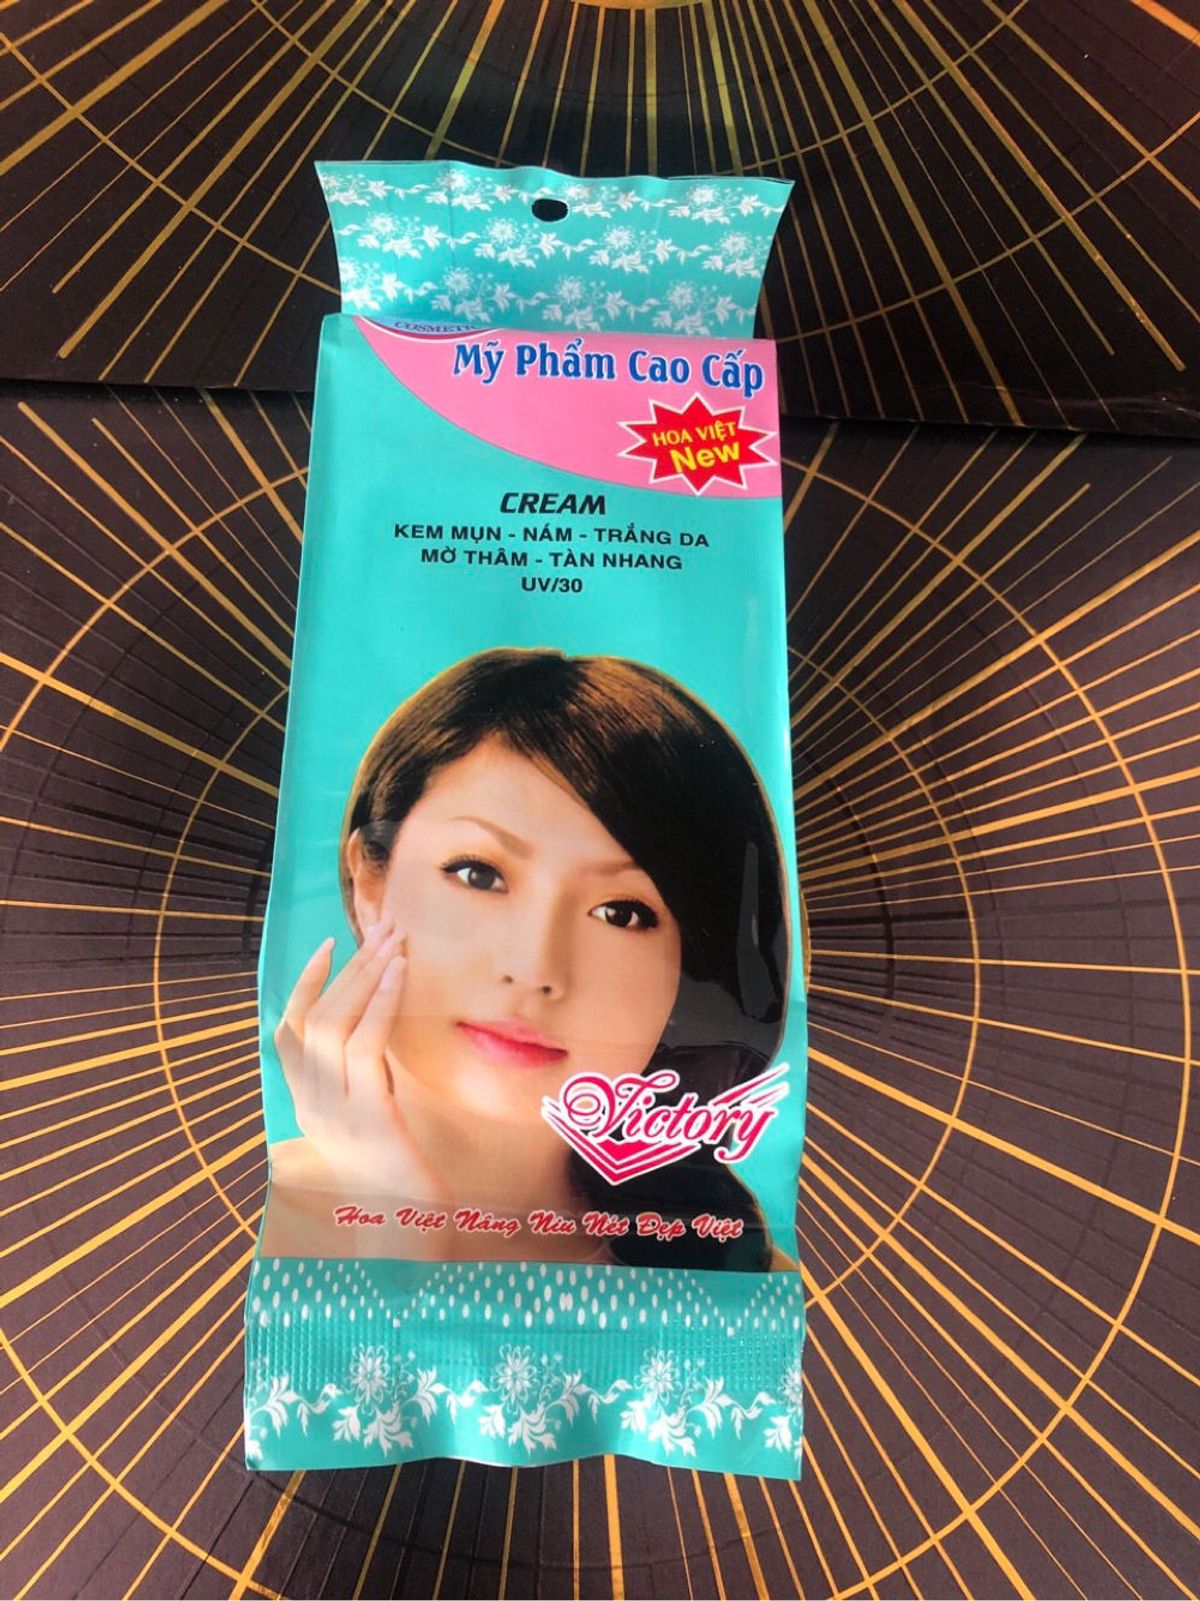 COSMETIC
Mỹ Phẩm Cao Cấp
HOA VIỆT
New
CREAM
KEM MỤN - NÁM - TRẮNG DA
MỜ THÂM - TÀN NHANG
UV/30
Victory
Hoa Việt Nâng Niu Nét Đẹp Việt